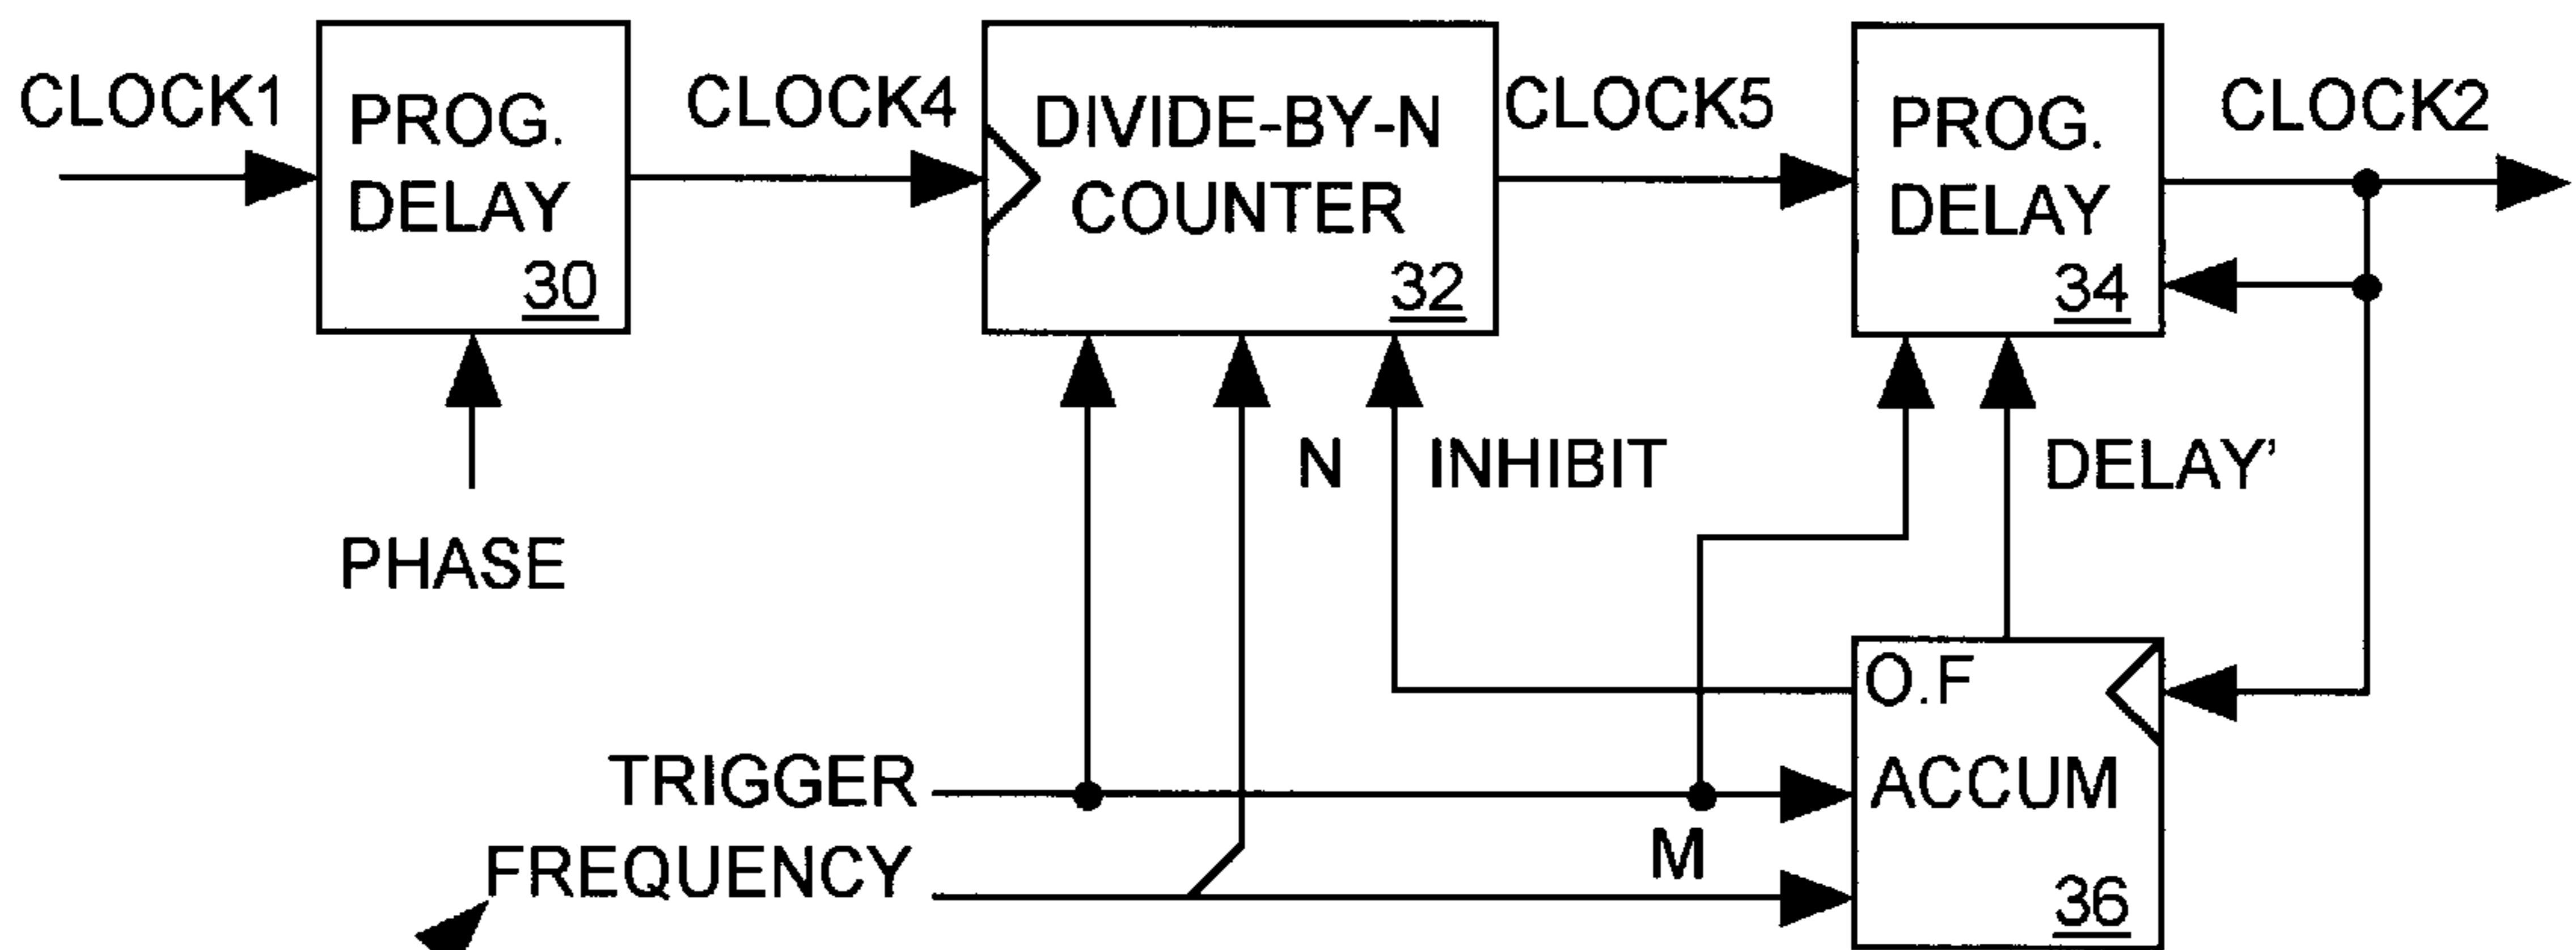 CLOCK1
PROG.
DELAY
30
CLOCK4
DIVIDE-BY-N
COUNTER
32
CLOCK5
PROG.
DELAY
34
CLOCK2
PHASE
N
INHIBIT
DELAY'
O.F
ACCUM
36
TRIGGER
M
FREQUENCY